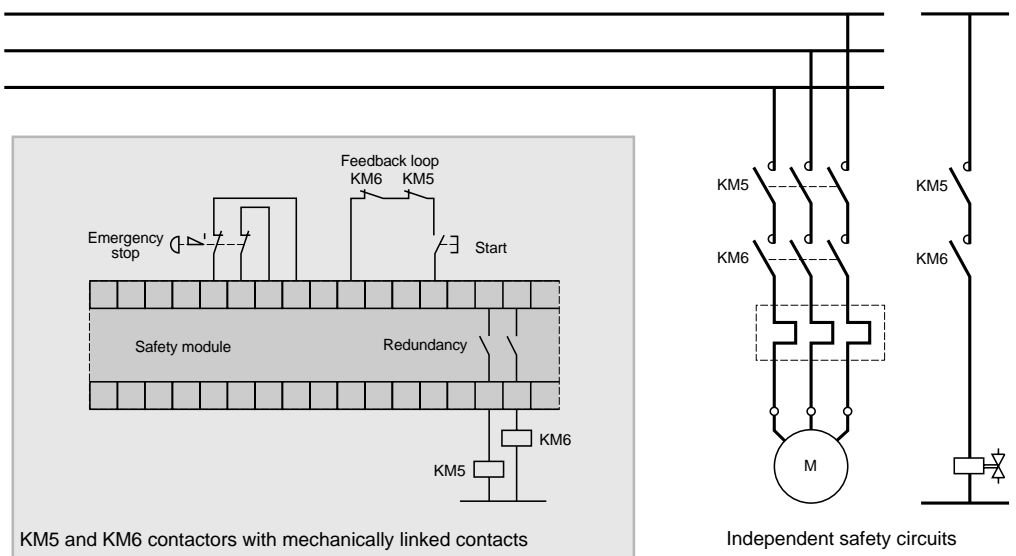 Feedback loop
KM6 KM5
Emergency
stop
Start
Safety module
Redundancy
KM6
KM5
KM5 and KM6 contactors with mechanically linked contacts
KM5
KM6
M
KM5
KM6
Independent safety circuits